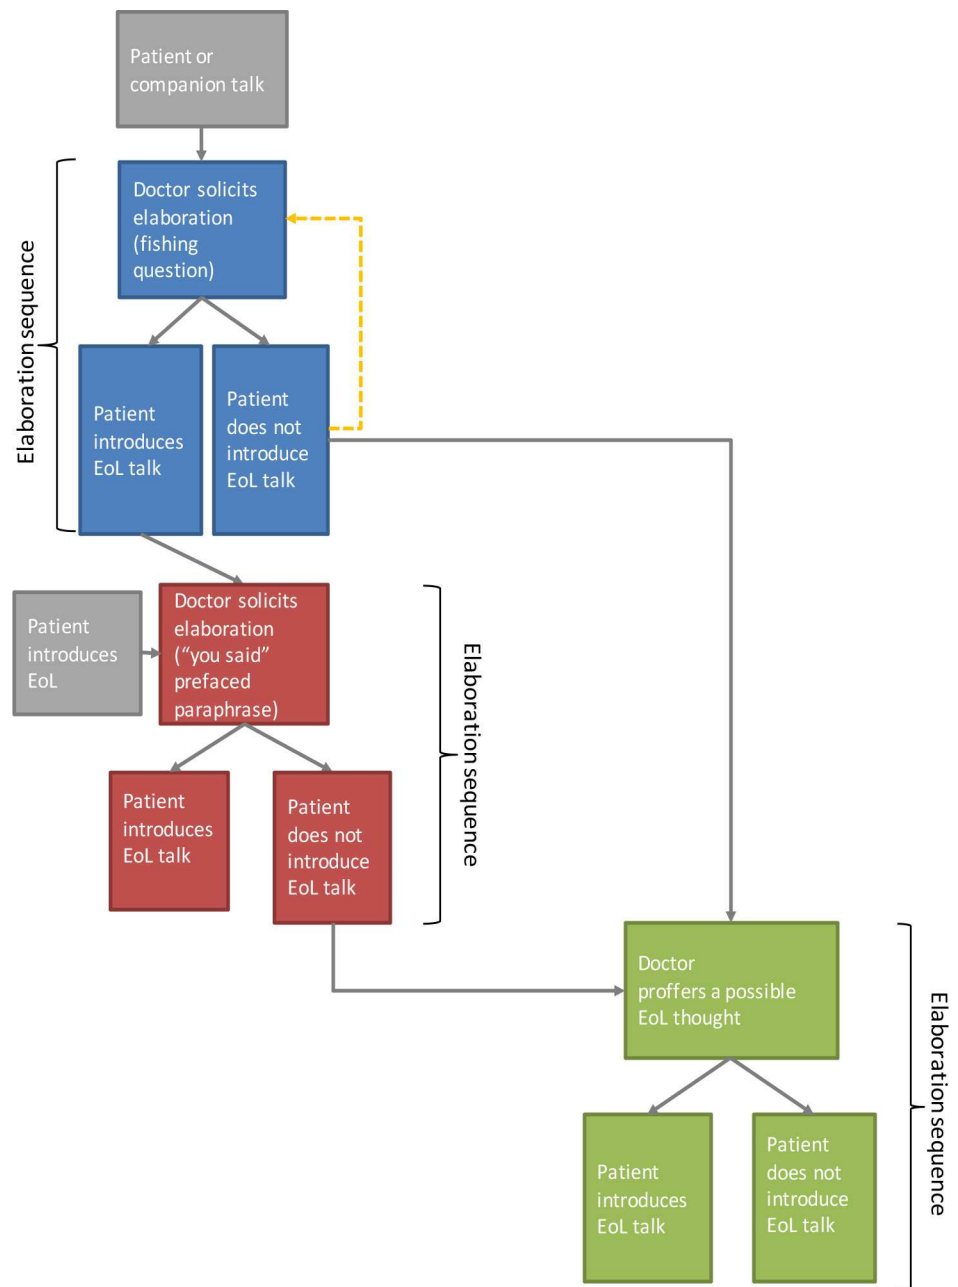 Patient or
companion talk
Elaboration sequence
Doctor solicits
elaboration
(fishing
question)
Patient
introduces
EoL talk
Patient
does not
introduce
EoL talk
Patient
introduces
EoL
Doctor solicits
elaboration
(“you said”
prefaced
paraphrase)
Elaboration sequence
Patient
introduces
EoL talk
Patient
does not
introduce
EoL talk
Doctor
proffers a possible
EoL thought
Elaboration sequence
Patient
introduces
EoL talk
Patient
does not
introduce
EoL talk